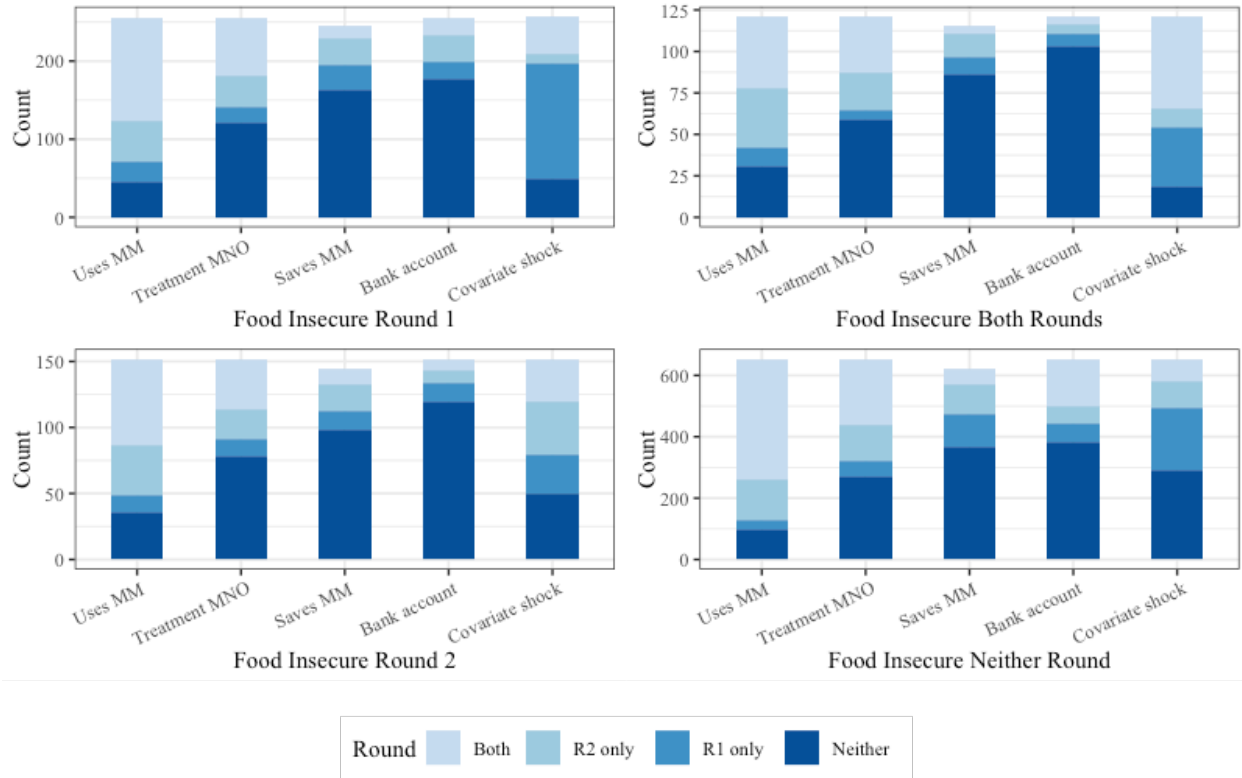 200
100
0
Count
Uses MM
Treatment MNO
Saves MM
Bank account
Covariate shock
Food Insecure Round 1
125
100
75
50
25
0
Count
Uses MM
Treatment MNO
Saves MM
Bank account
Covariate shock
Food Insecure Both Rounds
150
100
50
0
Count
Uses MM
Treatment MNO
Saves MM
Bank account
Covariate shock
Food Insecure Round 2
600
400
200
0
Count
Uses MM
Treatment MNO
Saves MM
Bank account
Covariate shock
Food Insecure Neither Round
Round Both R2 only R1 only Neither